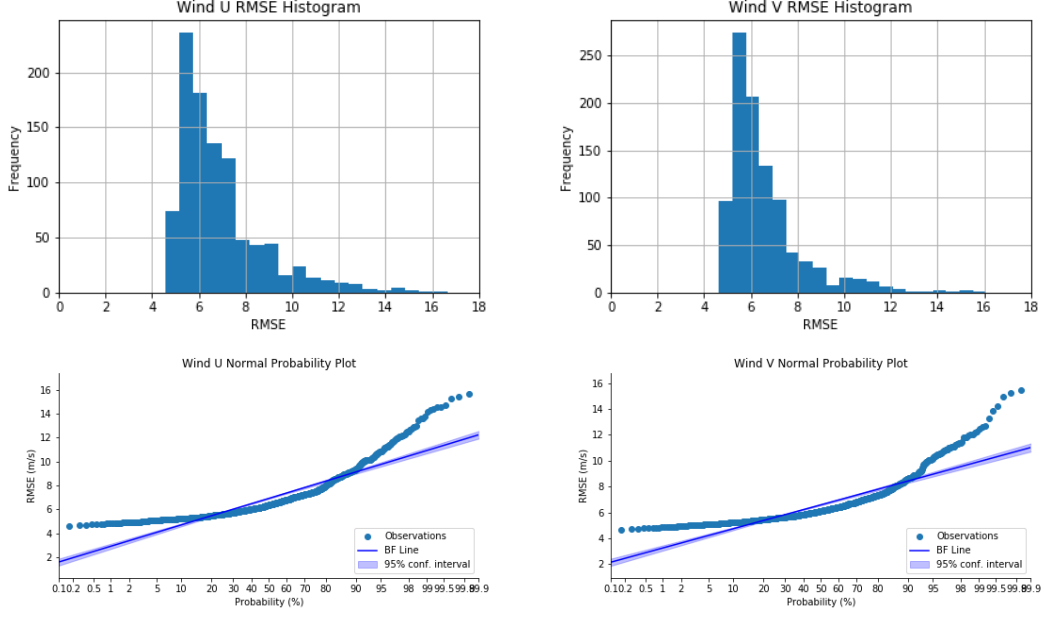 Wind U RMSE Histogram
Frequency
200
150
100
50
0
0 2 4 6 8 10 12 14 16 18
RMSE
Wind V RMSE Histogram
Frequency
250
200
150
100
50
0
0 2 4 6 8 10 12 14 16 18
RMSE
Wind U Normal Probability Plot
RMSE (m/s)
16
14
12
10
8
6
4
2
Observations
BF Line
95% conf. interval
0.1 0.2 0.5 1 2 5 10 20 30 40 50 60 70 80 90 95 98 99 99.5 99.8 99.9
Probability (%)
Wind V Normal Probability Plot
RMSE (m/s)
16
14
12
10
8
6
4
2
Observations
BF Line
95% conf. interval
0.1 0.2 0.5 1 2 5 10 20 30 40 50 60 70 80 90 95 98 99 99.5 99.8 99.9
Probability (%)